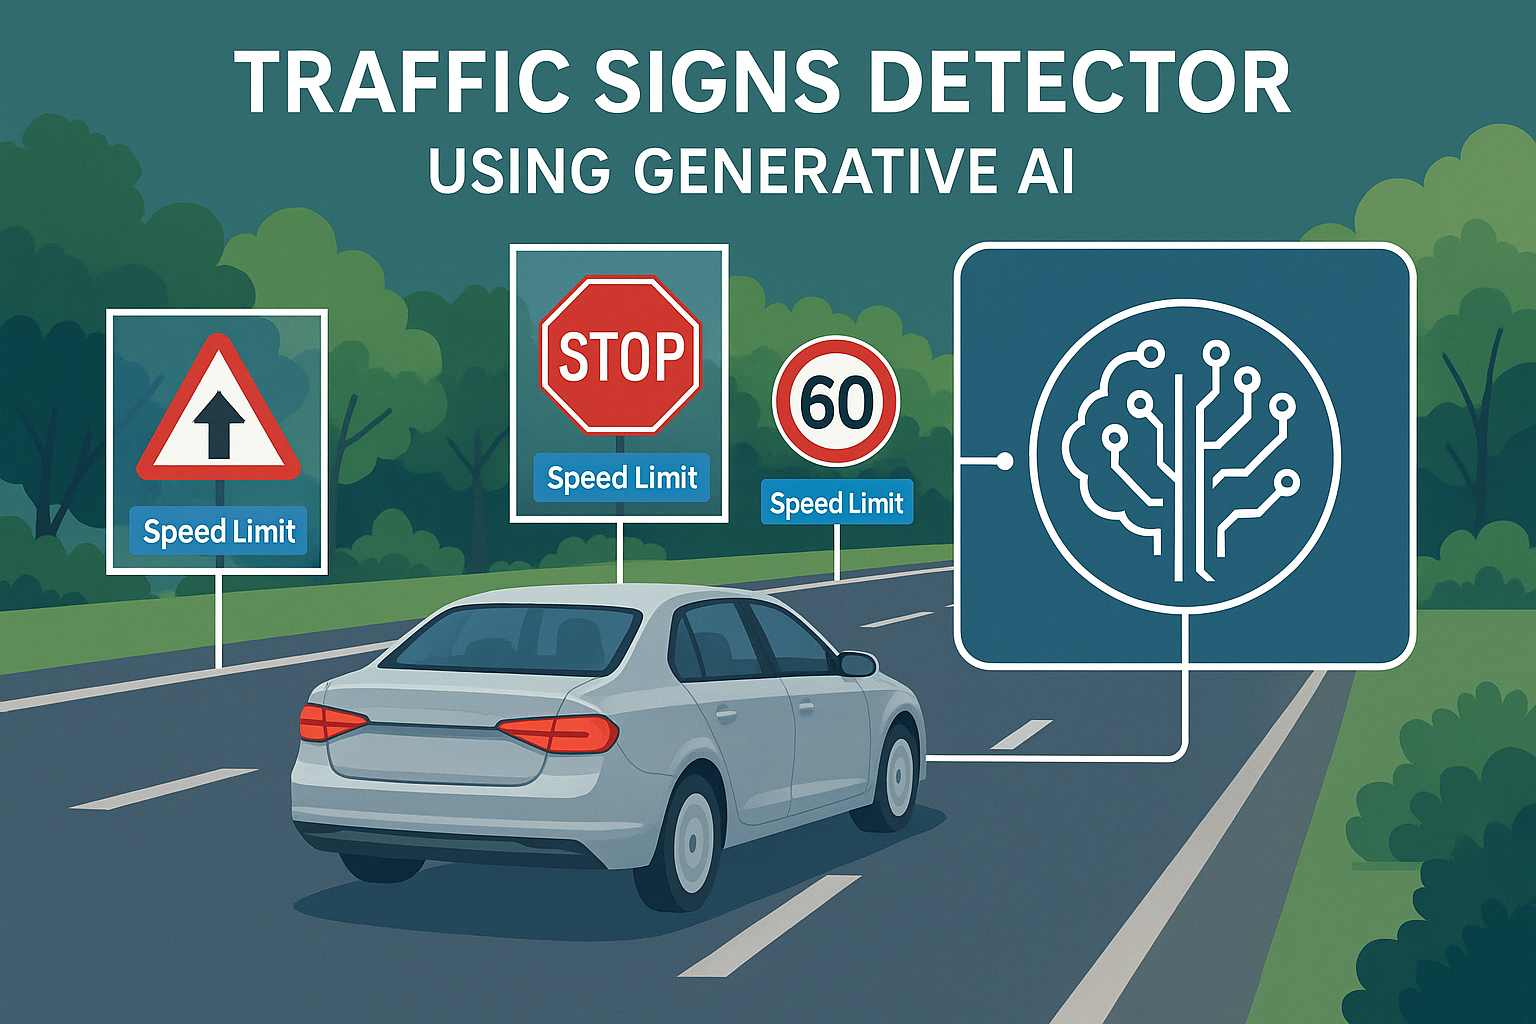 TRAFFIC SIGNS DETECTOR
USING GENERATIVE AI
STOP
60
Speed Limit
Speed Limit
Speed Limit